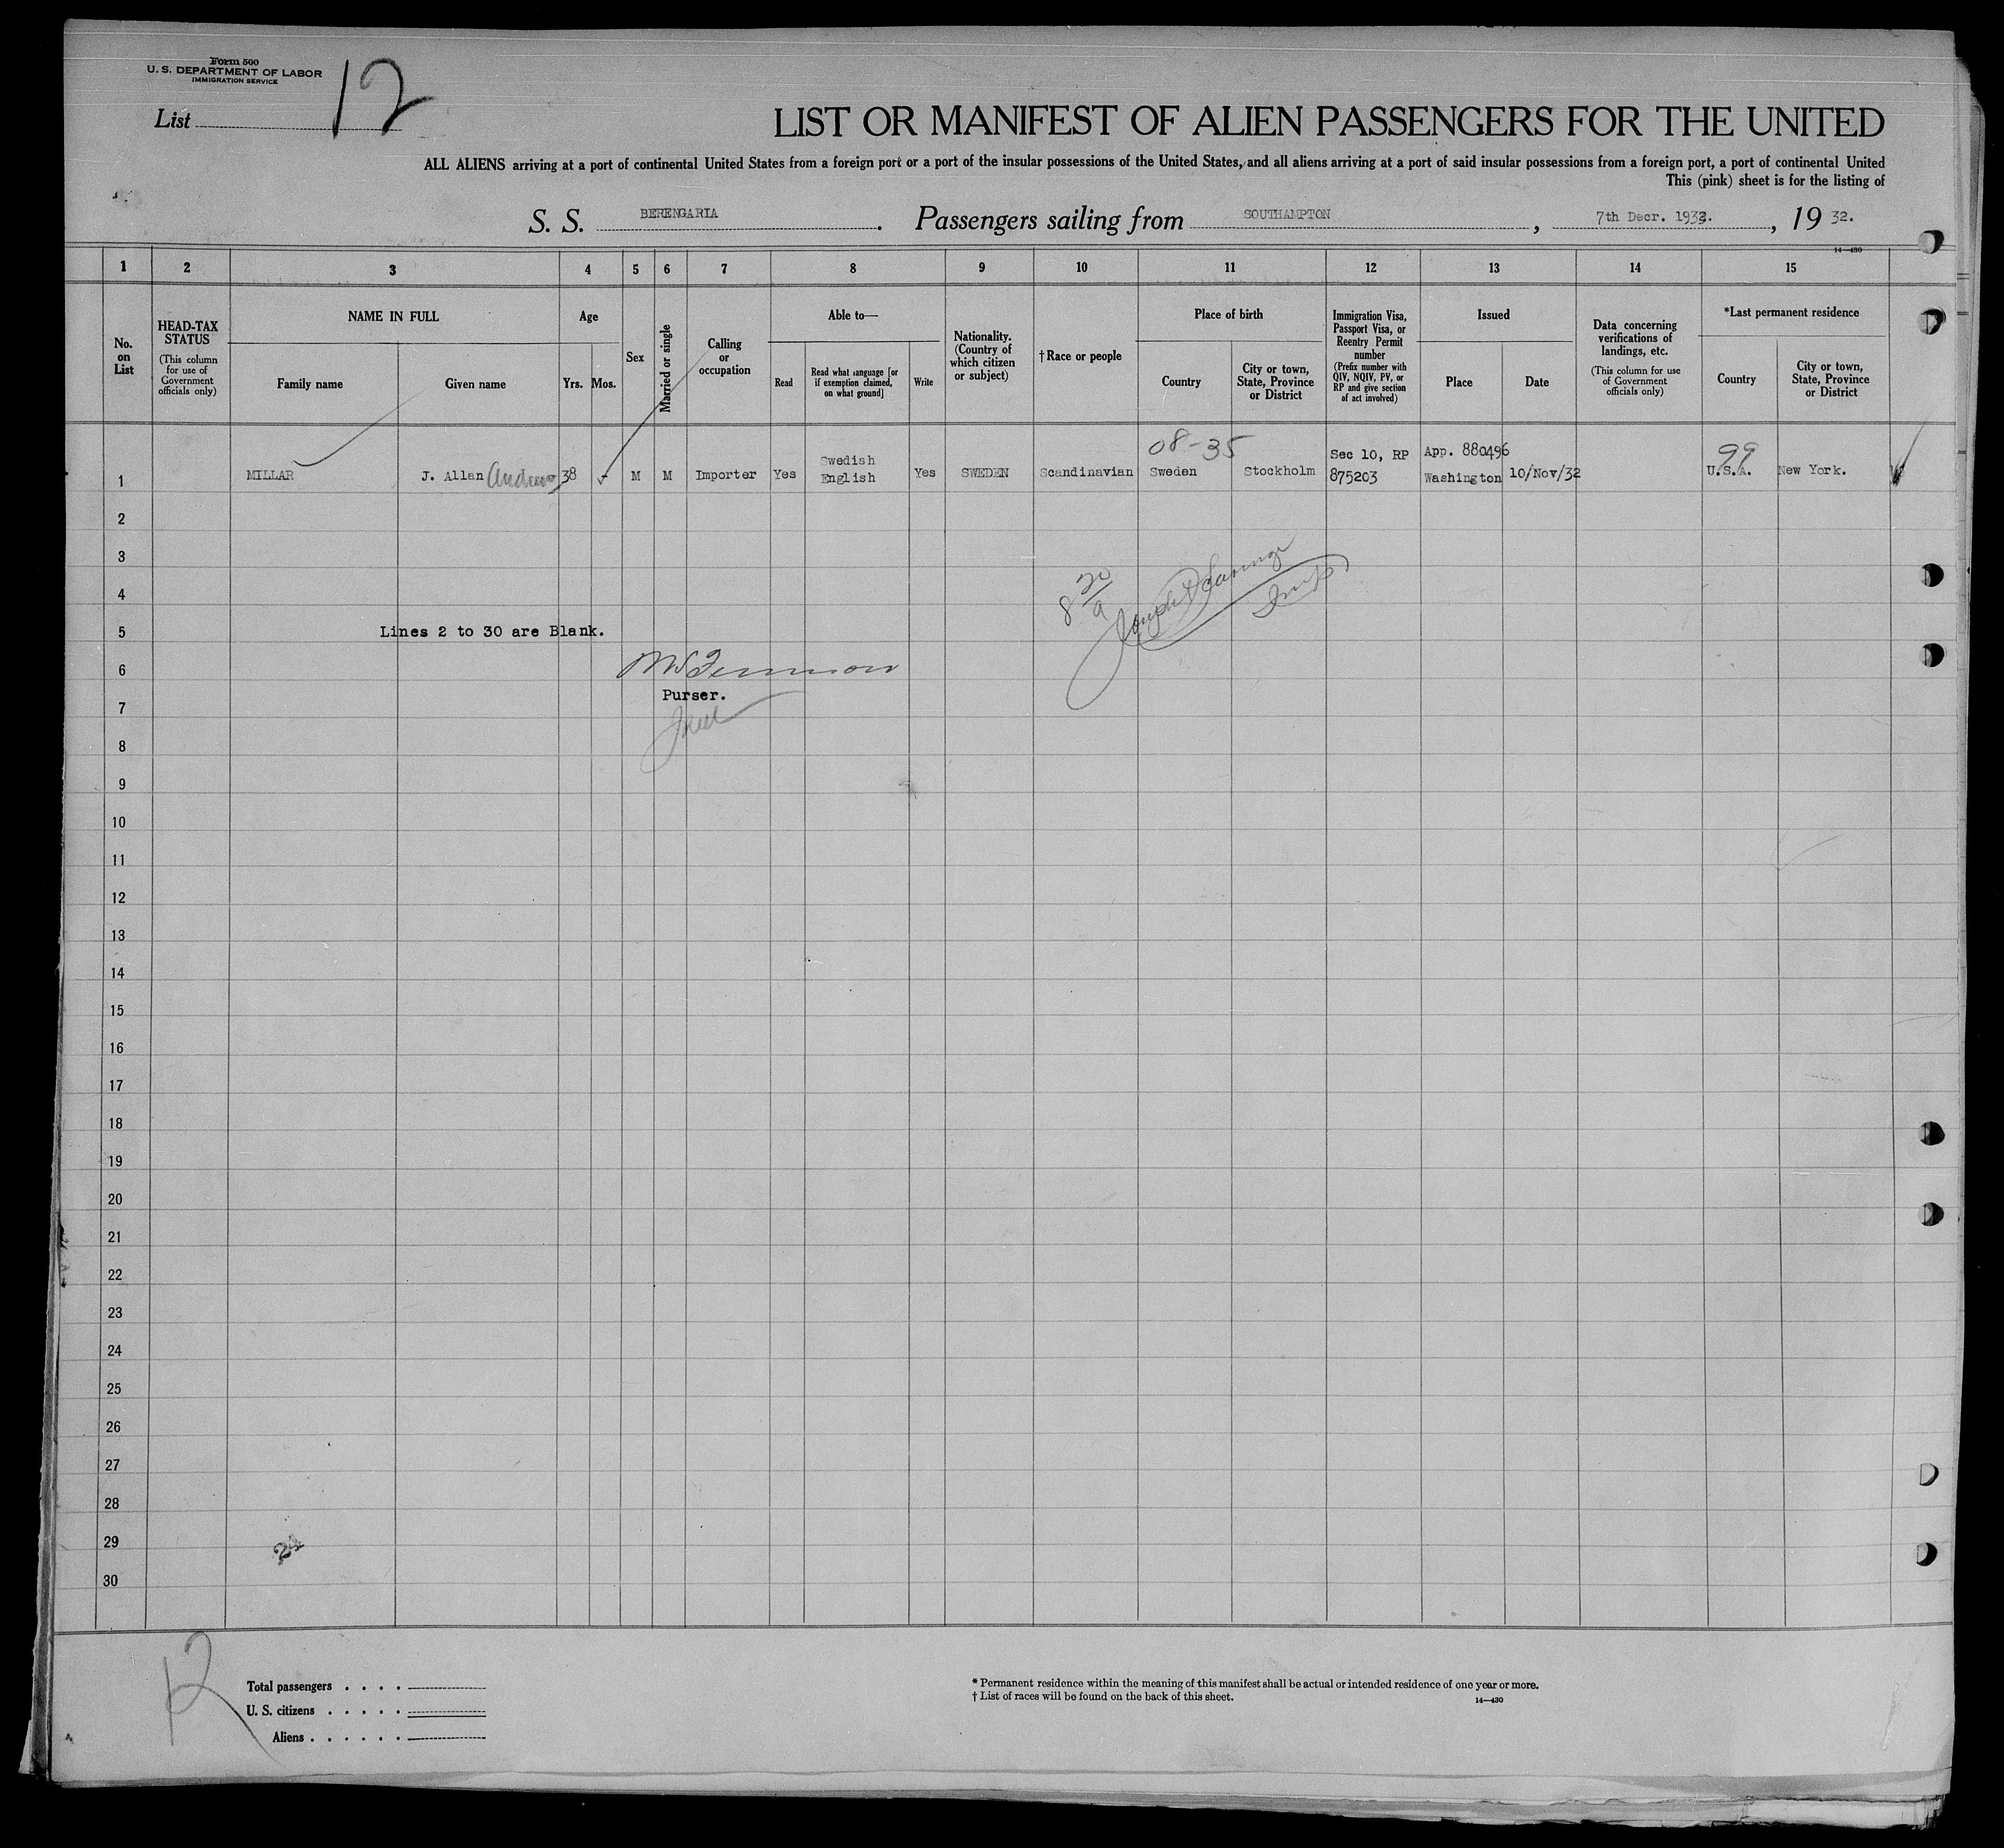 Form 500
U. S. DEPARTMENT OF LABOR
IMMIGRATION SERVICE
List 12
LIST OR MANIFEST OF ALIEN PASSENGERS FOR THE UNITED
ALL ALIENS arriving at a port of continental United States from a foreign port or a port of the insular possessions of the United States, and all aliens arriving at a port of said insular possessions from a foreign port, a port of continental United
This (pink) sheet is for the listing of
S. S. BERENGARIA. Passengers sailing from SOUTHAMPTON, 7th Decr. 1932., 19 32.
14—430
1 2 3 4 5 6 7 8 9 10 11 12 13 14 15
No. on List
HEAD-TAX STATUS
(This column for use of Government officials only)
NAME IN FULL
Family name
Given name
Age
Yrs. Mos.
Sex
Married or single
Calling or occupation
Able to—
Read
Read what language [or if exemption claimed, on what ground]
Write
Nationality. (Country of which citizen or subject)
† Race or people
Place of birth
Country
City or town, State, Province or District
Immigration Visa, Passport Visa, or Reentry Permit number
(Prefix number with QIV, NQIV, PV, or RP and give section of act involved)
Issued
Place
Date
Data concerning verifications of landings, etc.
(This column for use of Government officials only)
*Last permanent residence
Country
City or town, State, Province or District
08-35
99
1 MILLAR J. Allan Andrew 38 - M M Importer Yes Swedish English Yes SWEDEN Scandinavian Sweden Stockholm Sec 10, RP 875203 App. 880496 Washington 10/Nov/32 U.S.A. New York.
2
3
4
5 Lines 2 to 30 are Blank.
6
Purser.
7
8
9
10
11
12
13
14
15
16
17
18
19
20
21
22
23
24
25
26
27
28
29
24
30
12
Total passengers . . . .
U. S. citizens . . . . .
Aliens . . . . . .
* Permanent residence within the meaning of this manifest shall be actual or intended residence of one year or more.
† List of races will be found on the back of this sheet.
14—430